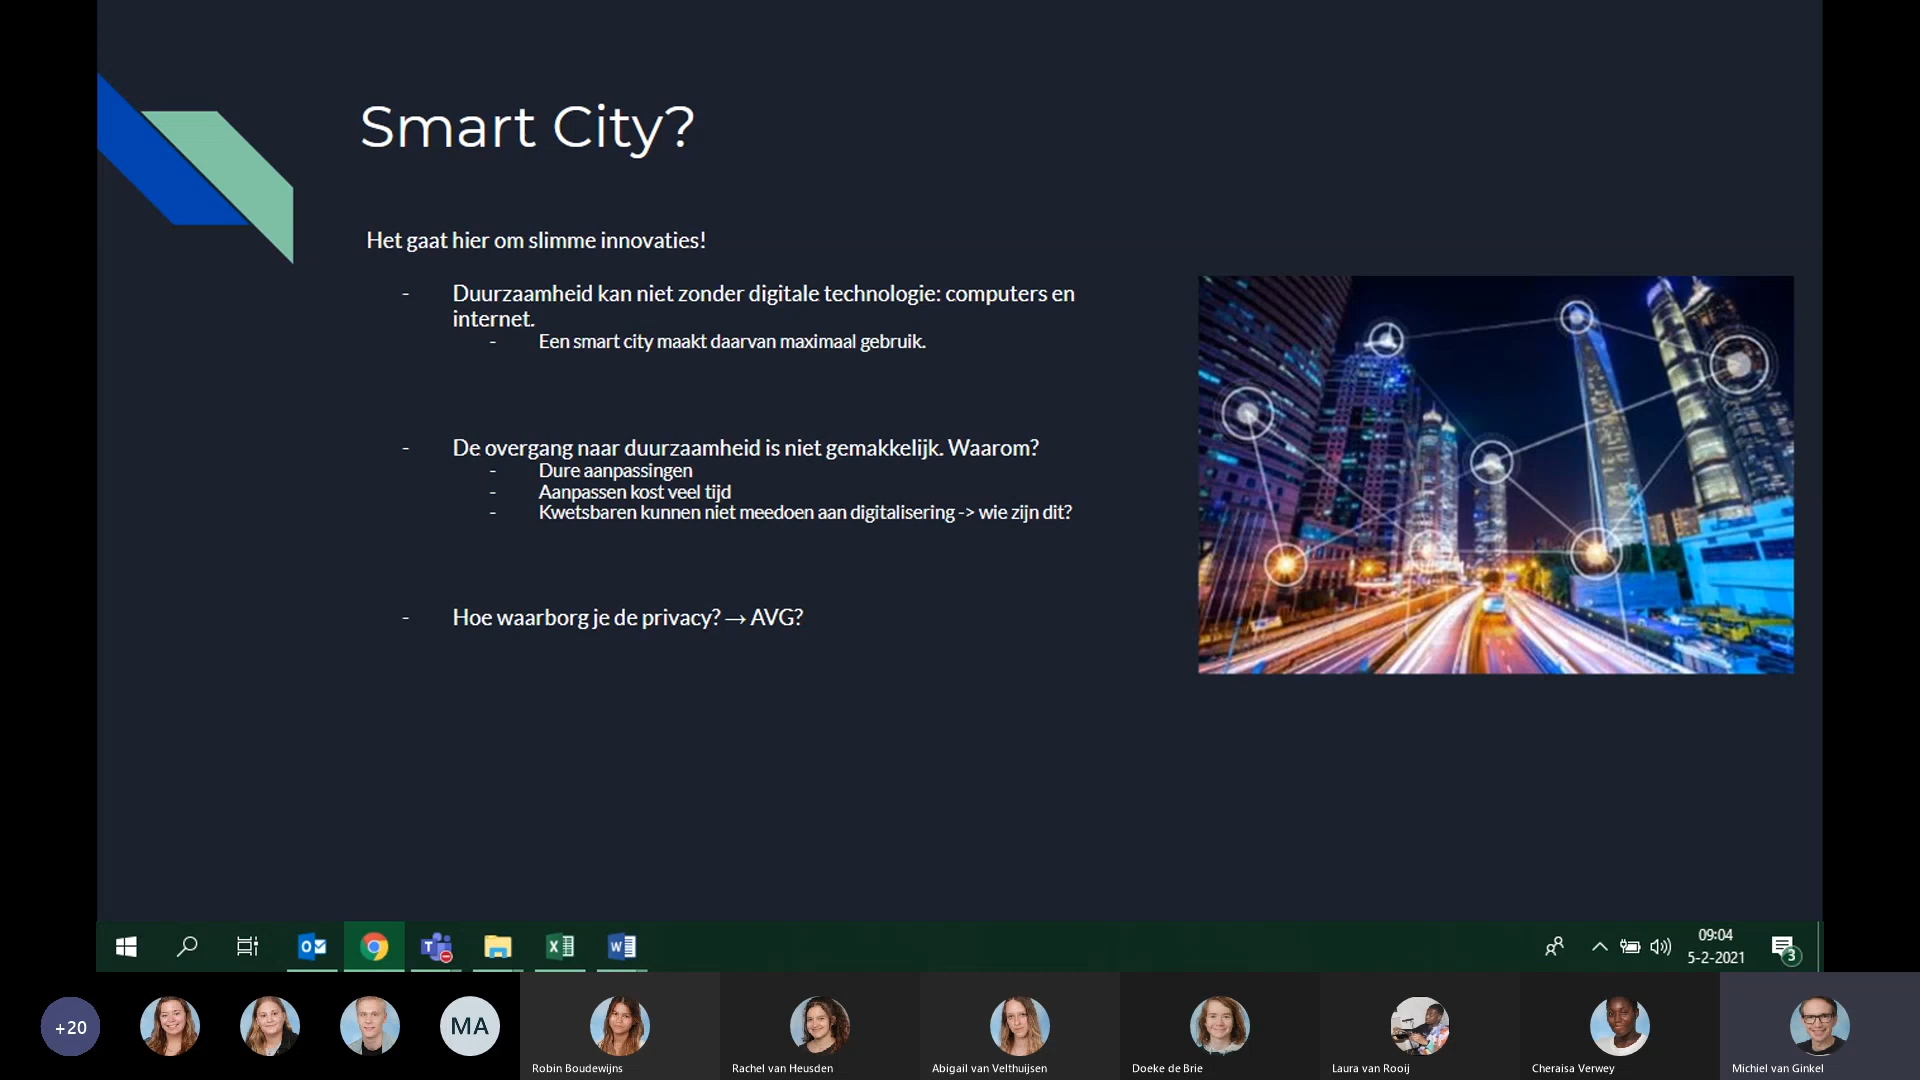 Smart City?
Het gaat hier om slimme innovaties!
- Duurzaamheid kan niet zonder digitale technologie: computers en
internet.
- Een smart city maakt daarvan maximaal gebruik.
- De overgang naar duurzaamheid is niet gemakkelijk. Waarom?
- Dure aanpassingen
- Aanpassen kost veel tijd
- Kwetsbaren kunnen niet meedoen aan digitalisering -> wie zijn dit?
- Hoe waarborg je de privacy? → AVG?
09:04
5-2-2021
3
+20
MA
Robin Boudewijns
Rachel van Heusden
Abigail van Velthuijsen
Doeke de Brie
Laura van Rooij
Cheraisa Verwey
Michiel van Ginkel